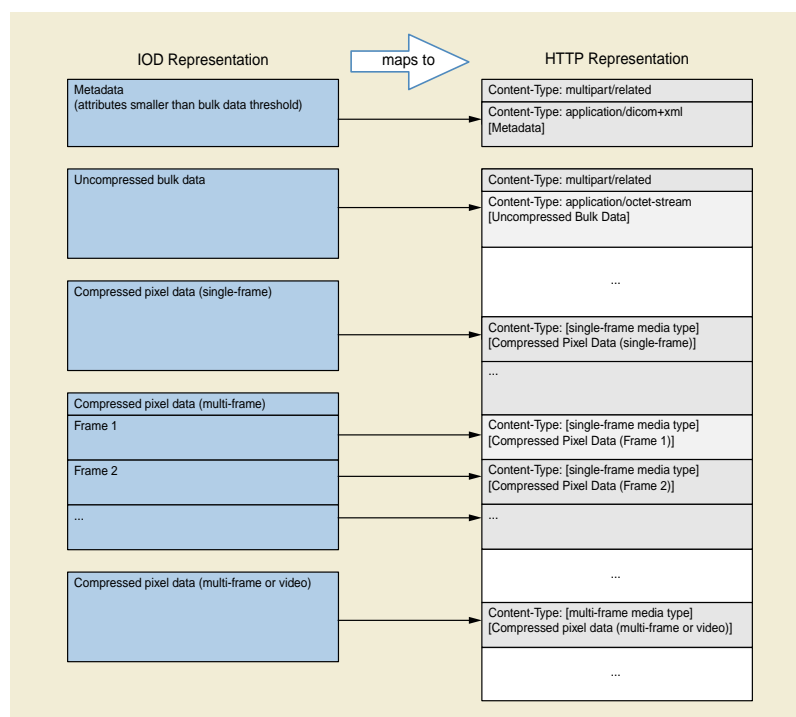 IOD Representation
maps to
HTTP Representation
Metadata
(attributes smaller than bulk data threshold)
Content-Type: multipart/related
Content-Type: application/dicom+xml
[Metadata]
Uncompressed bulk data
Content-Type: multipart/related
Content-Type: application/octet-stream
[Uncompressed Bulk Data]
...
Compressed pixel data (single-frame)
Content-Type: [single-frame media type]
[Compressed Pixel Data (single-frame)]
...
Compressed pixel data (multi-frame)
Frame 1
Content-Type: [single-frame media type]
[Compressed Pixel Data (Frame 1)]
Frame 2
Content-Type: [single-frame media type]
[Compressed Pixel Data (Frame 2)]
...
...
...
Compressed pixel data (multi-frame or video)
Content-Type: [multi-frame media type]
[Compressed pixel data (multi-frame or video)]
...